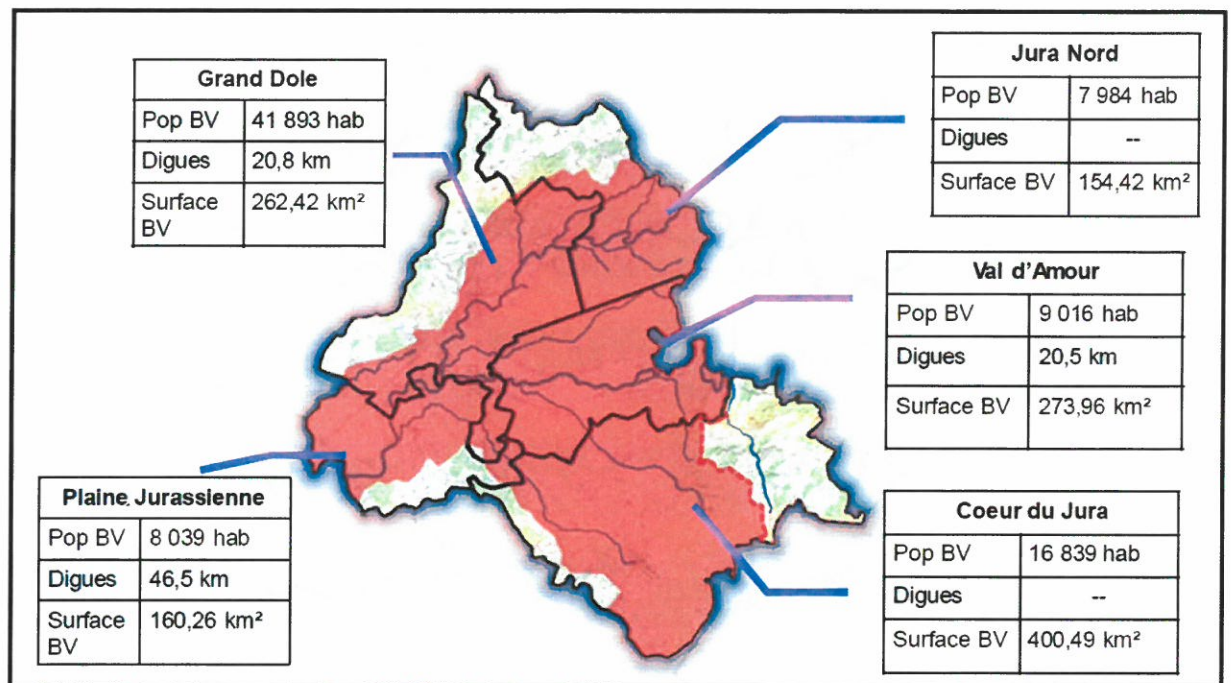 Grand Dole
Pop BV 41 893 hab
Digues 20,8 km
Surface BV 262,42 km²
Jura Nord
Pop BV 7 984 hab
Digues --
Surface BV 154,42 km²
Val d'Amour
Pop BV 9 016 hab
Digues 20,5 km
Surface BV 273,96 km²
Plaine Jurassienne
Pop BV 8 039 hab
Digues 46,5 km
Surface BV 160,26 km²
Coeur du Jura
Pop BV 16 839 hab
Digues --
Surface BV 400,49 km²